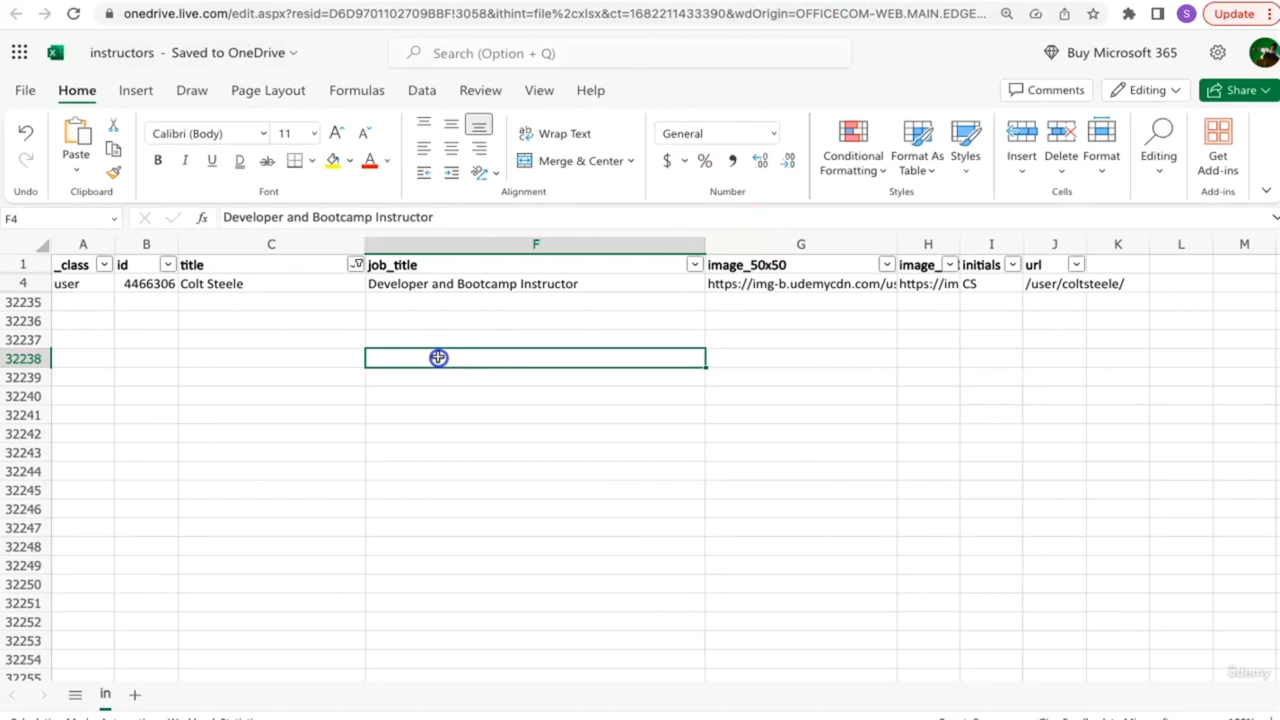 onedrive.live.com/edit.aspx?resid=D6D9701102709BBF!3058&ithint=file%2cxlsx&ct=1682211433390&wdOrigin=OFFICECOM-WEB.MAIN.EDGE...
S
Update
instructors - Saved to OneDrive
Search (Option + Q)
Buy Microsoft 365
File Home Insert Draw Page Layout Formulas Data Review View Help
Comments
Editing
Share
Calibri (Body) 11
Wrap Text
General
Paste
B I U D ab A
Merge & Center
$ % 9
Conditional Formatting
Format As Table
Styles
Insert
Delete
Format
Editing
Get Add-ins
Undo Clipboard Font Alignment Number Styles Cells Add-ins
F4 fx Developer and Bootcamp Instructor
A B C F G H I J K L M
1 _class id title job_title image_50x50 image_ initials url
4 user 4466306 Colt Steele Developer and Bootcamp Instructor https://img-b.udemycdn.com/us https://im CS /user/coltsteele/
32235
32236
32237
32238
32239
32240
32241
32242
32243
32244
32245
32246
32247
32248
32249
32250
32251
32252
32253
32254
32255
ûdemy
in